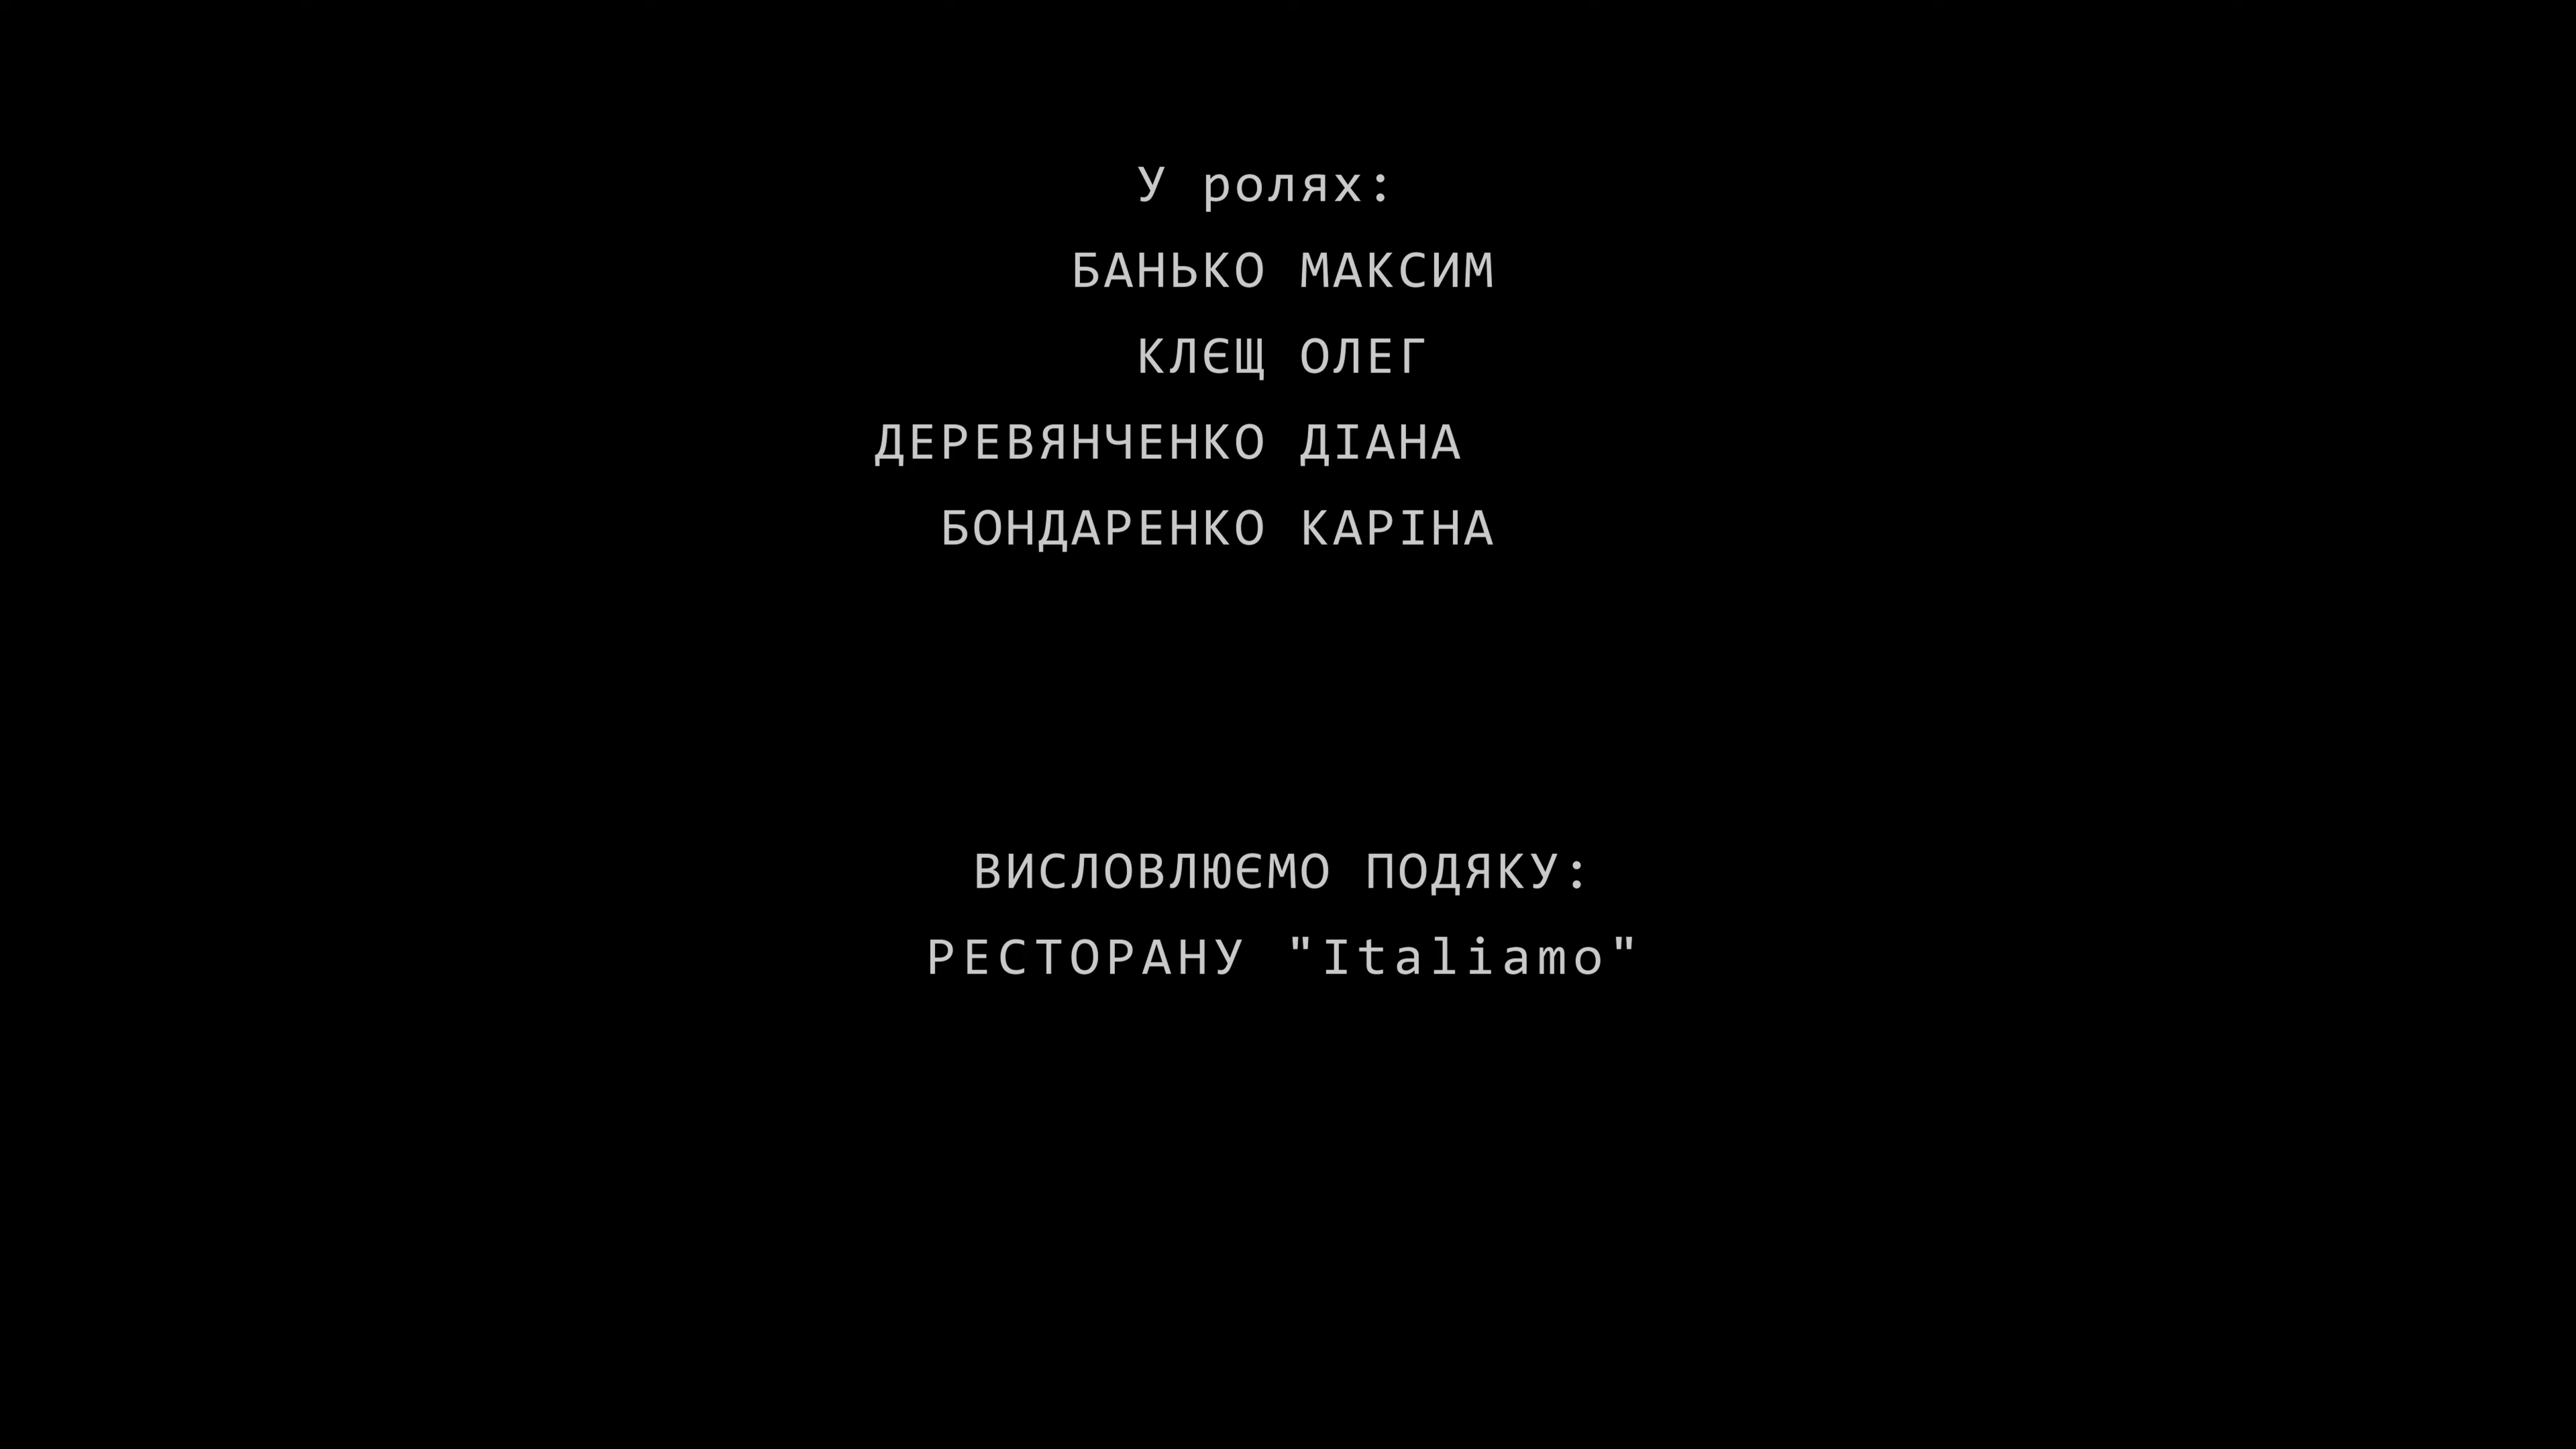 У ролях:
БАНЬКО МАКСИМ
КЛЄЩ ОЛЕГ
ДЕРЕВЯНЧЕНКО ДІАНА
БОНДАРЕНКО КАРІНА
ВИСЛОВЛЮЄМО ПОДЯКУ:
РЕСТОРАНУ "Italiamo"